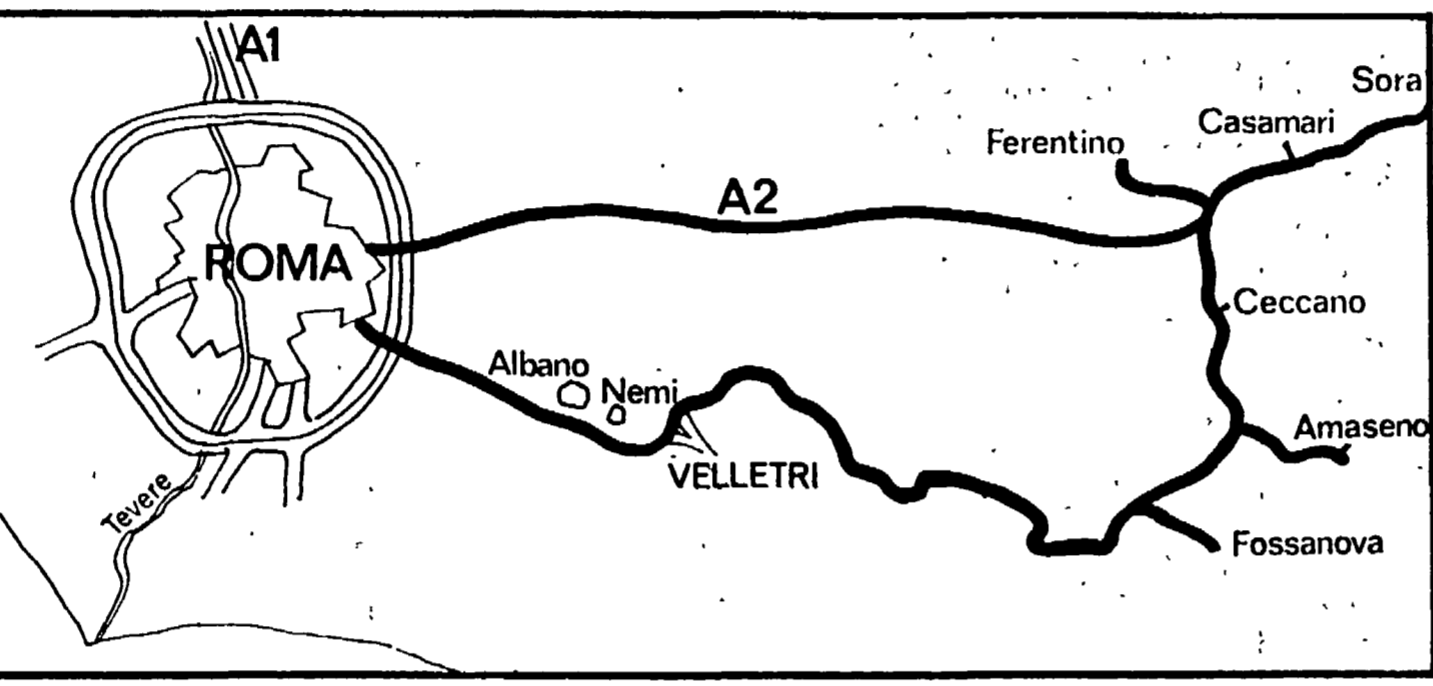 A1
Sora
Casamari
Ferentino
A2
ROMA
Ceccano
Albano
Nemi
Amaseno
VELLETRI
Tevere
Fossanova